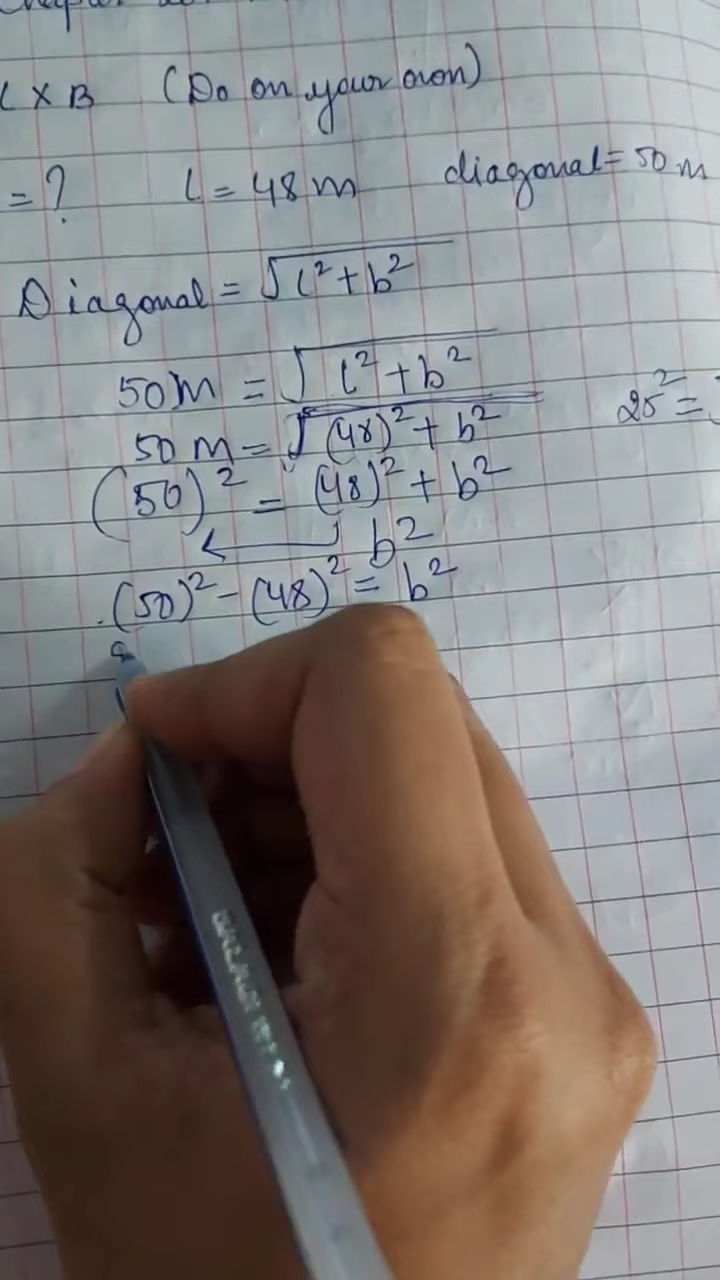 Chapter
L × B (Do on your own)
= ? l = 48 m diagonal = 50 m
Diagonal = √l² + b²
50 m = √l² + b²
50 m = √(48)² + b²
25² =
(50)² = (48)² + b²
b²
(50)² - (48)² = b²